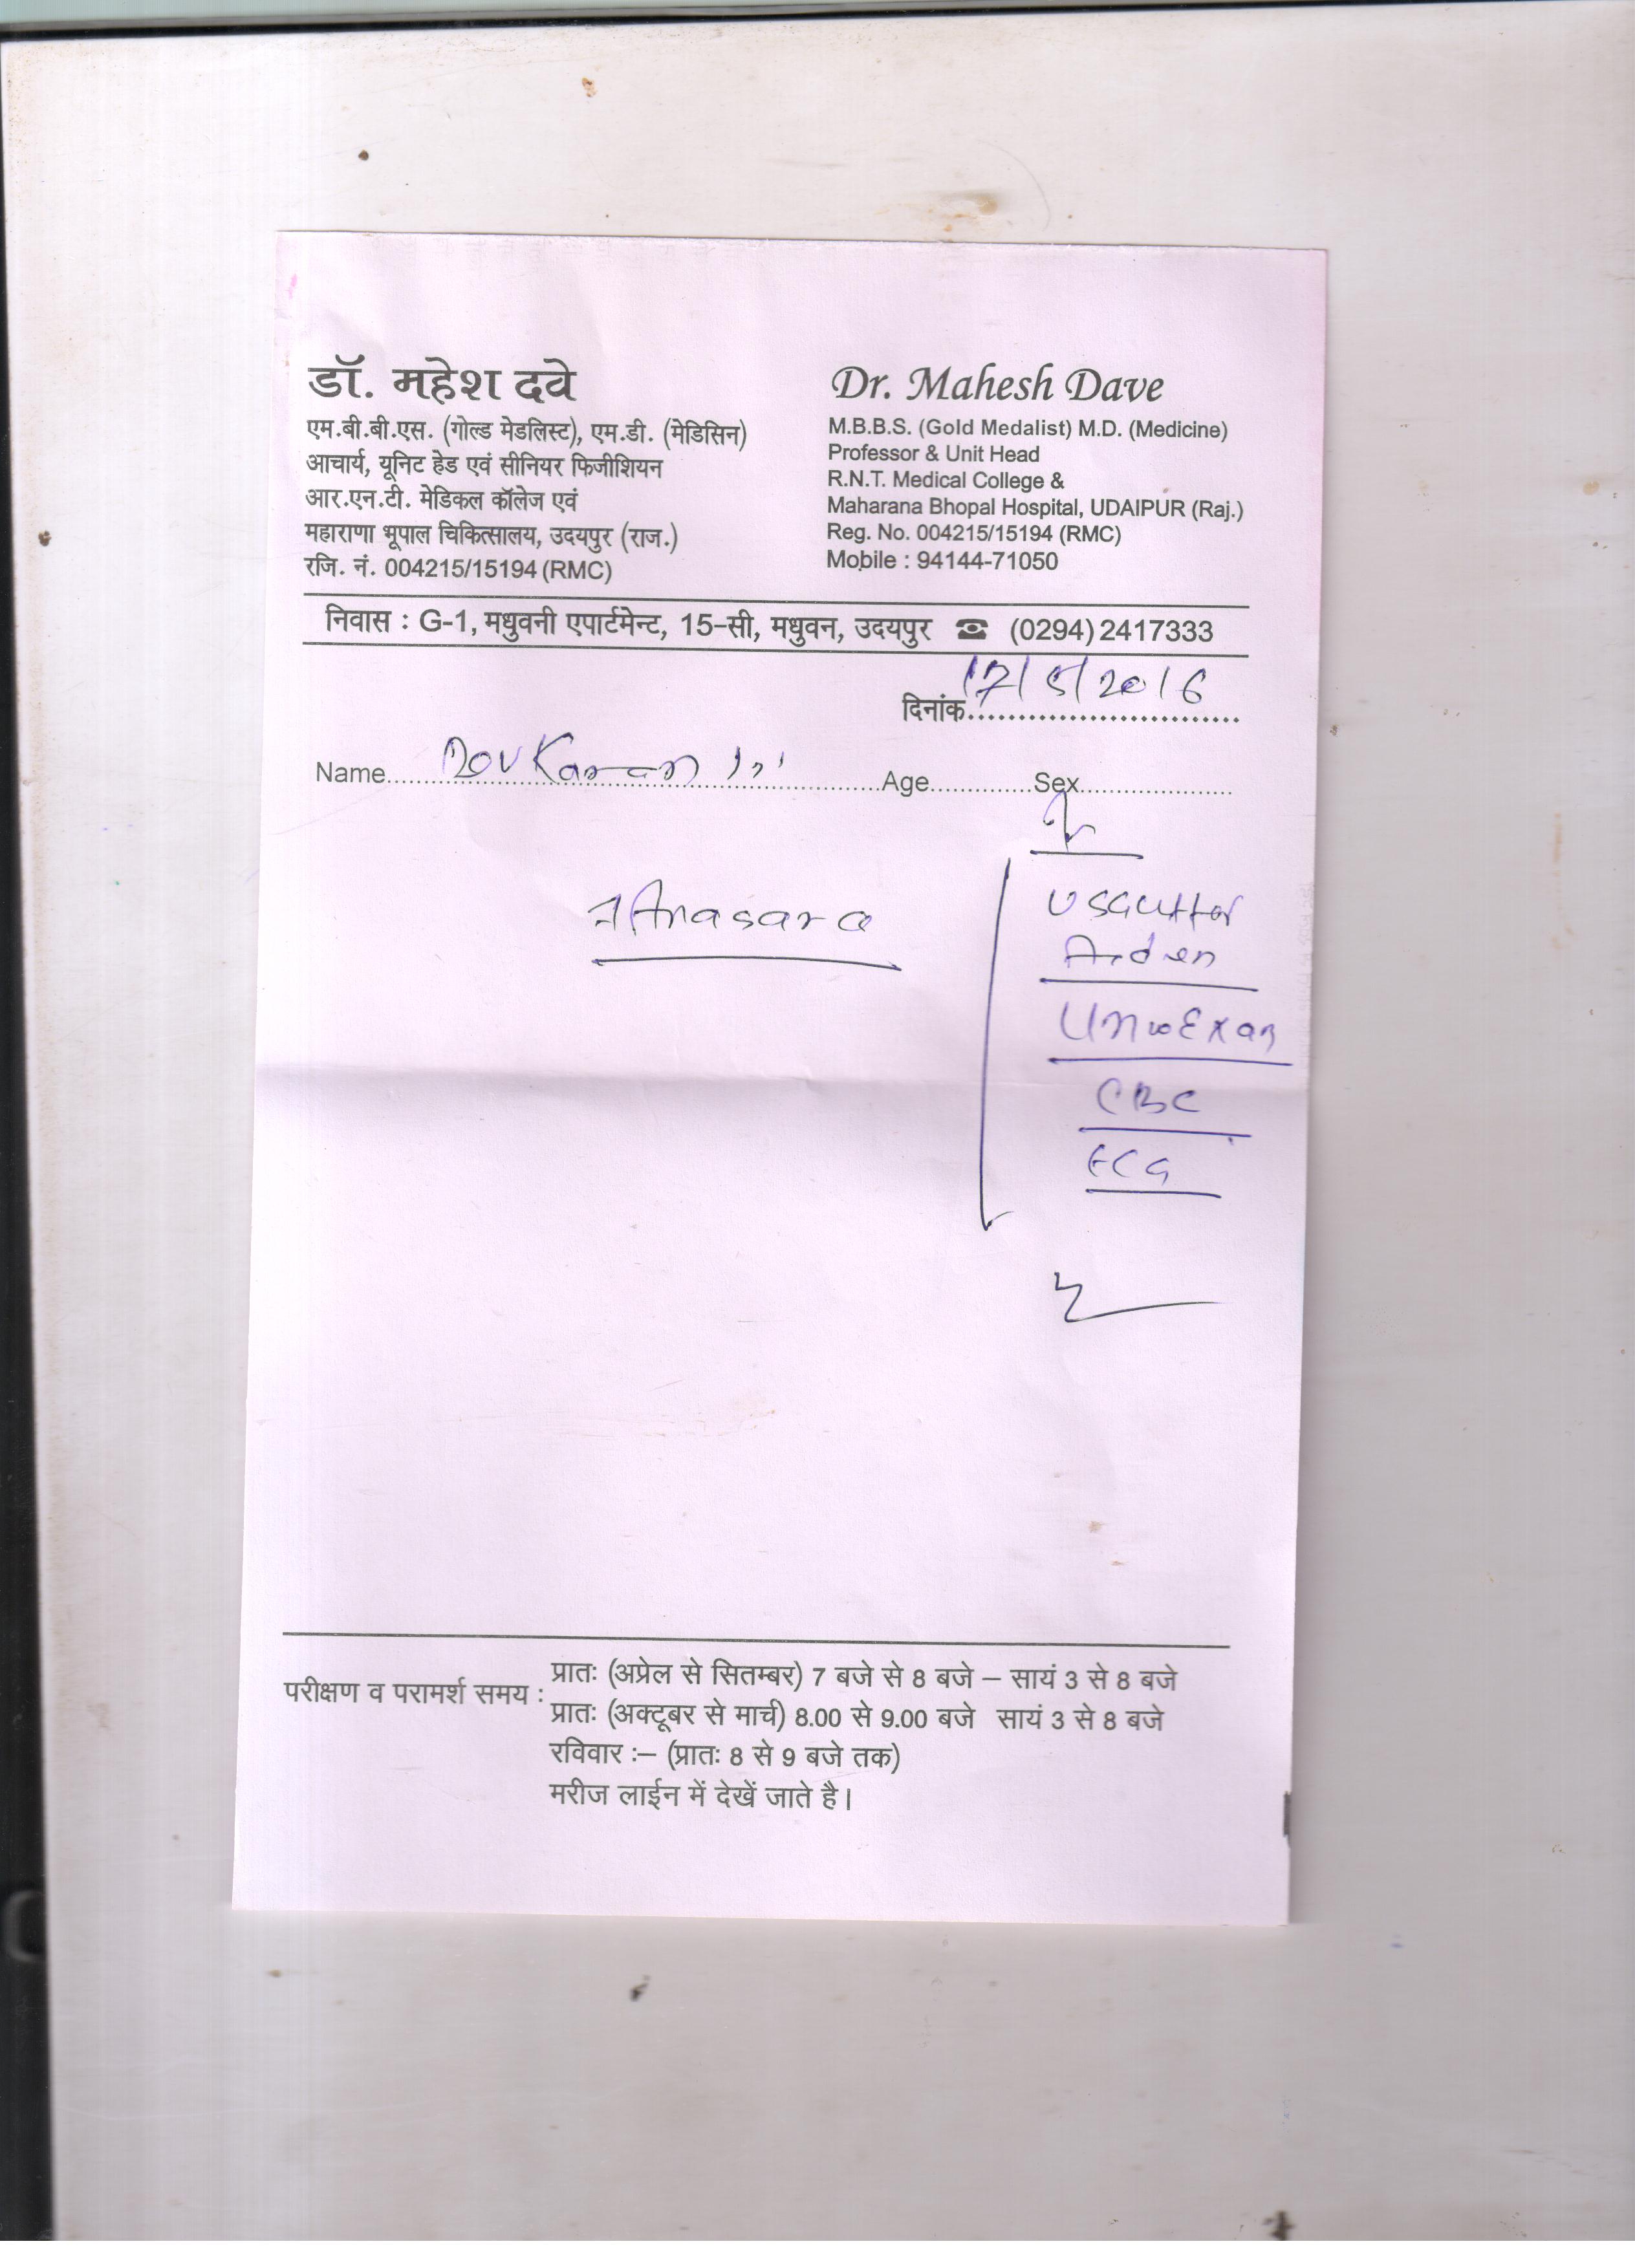 डॉ. महेश दवे
एम.बी.बी.एस. (गोल्ड मेडलिस्ट), एम.डी. (मेडिसिन)
आचार्य, यूनिट हेड एवं सीनियर फिजीशियन
आर.एन.टी. मेडिकल कॉलेज एवं
महाराणा भूपाल चिकित्सालय, उदयपुर (राज.)
रजि. नं. 004215/15194 (RMC)
Dr. Mahesh Dave
M.B.B.S. (Gold Medalist) M.D. (Medicine)
Professor & Unit Head
R.N.T. Medical College &
Maharana Bhopal Hospital, UDAIPUR (Raj.)
Reg. No. 004215/15194 (RMC)
Mobile : 94144-71050
निवास : G-1, मधुवनी एपार्टमेन्ट, 15-सी, मधुवन, उदयपुर ☎ (0294) 2417333
दिनांक 17/5/2016
Name Age Sex
Anasarca
CBC
ECG
परीक्षण व परामर्श समय :
प्रातः (अप्रेल से सितम्बर) 7 बजे से 8 बजे – सायं 3 से 8 बजे
प्रातः (अक्टूबर से मार्च) 8.00 से 9.00 बजे सायं 3 से 8 बजे
रविवार :– (प्रातः 8 से 9 बजे तक)
मरीज लाईन में देखें जाते है।